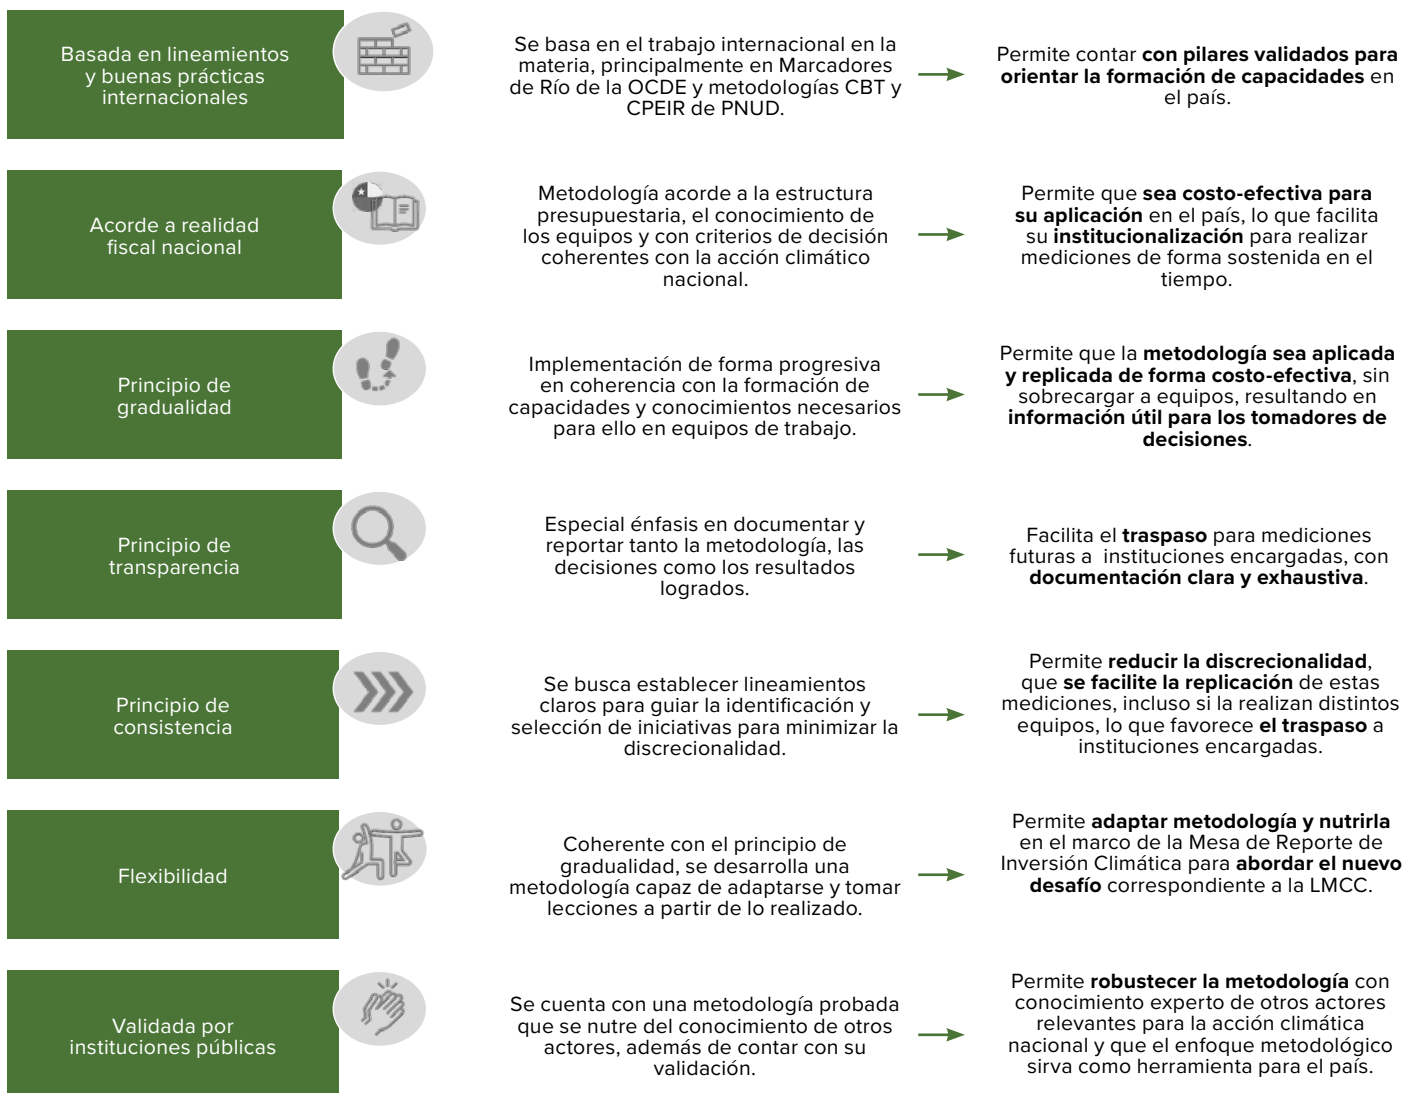 Basada en lineamientos
y buenas prácticas
internacionales
Se basa en el trabajo internacional en la
materia, principalmente en Marcadores
de Río de la OCDE y metodologías CBT y
CPEIR de PNUD.
Permite contar con pilares validados para
orientar la formación de capacidades en
el país.
Acorde a realidad
fiscal nacional
Metodología acorde a la estructura
presupuestaria, el conocimiento de
los equipos y con criterios de decisión
coherentes con la acción climático
nacional.
Permite que sea costo-efectiva para
su aplicación en el país, lo que facilita
su institucionalización para realizar
mediciones de forma sostenida en el
tiempo.
Principio de
gradualidad
Implementación de forma progresiva
en coherencia con la formación de
capacidades y conocimientos necesarios
para ello en equipos de trabajo.
Permite que la metodología sea aplicada
y replicada de forma costo-efectiva, sin
sobrecargar a equipos, resultando en
información útil para los tomadores de
decisiones.
Principio de
transparencia
Especial énfasis en documentar y
reportar tanto la metodología, las
decisiones como los resultados
logrados.
Facilita el traspaso para mediciones
futuras a instituciones encargadas, con
documentación clara y exhaustiva.
Principio de
consistencia
Se busca establecer lineamientos
claros para guiar la identificación y
selección de iniciativas para minimizar la
discrecionalidad.
Permite reducir la discrecionalidad,
que se facilite la replicación de estas
mediciones, incluso si la realizan distintos
equipos, lo que favorece el traspaso a
instituciones encargadas.
Flexibilidad
Coherente con el principio de
gradualidad, se desarrolla una
metodología capaz de adaptarse y tomar
lecciones a partir de lo realizado.
Permite adaptar metodología y nutrirla
en el marco de la Mesa de Reporte de
Inversión Climática para abordar el nuevo
desafío correspondiente a la LMCC.
Validada por
instituciones públicas
Se cuenta con una metodología probada
que se nutre del conocimiento de otros
actores, además de contar con su
validación.
Permite robustecer la metodología con
conocimiento experto de otros actores
relevantes para la acción climática
nacional y que el enfoque metodológico
sirva como herramienta para el país.